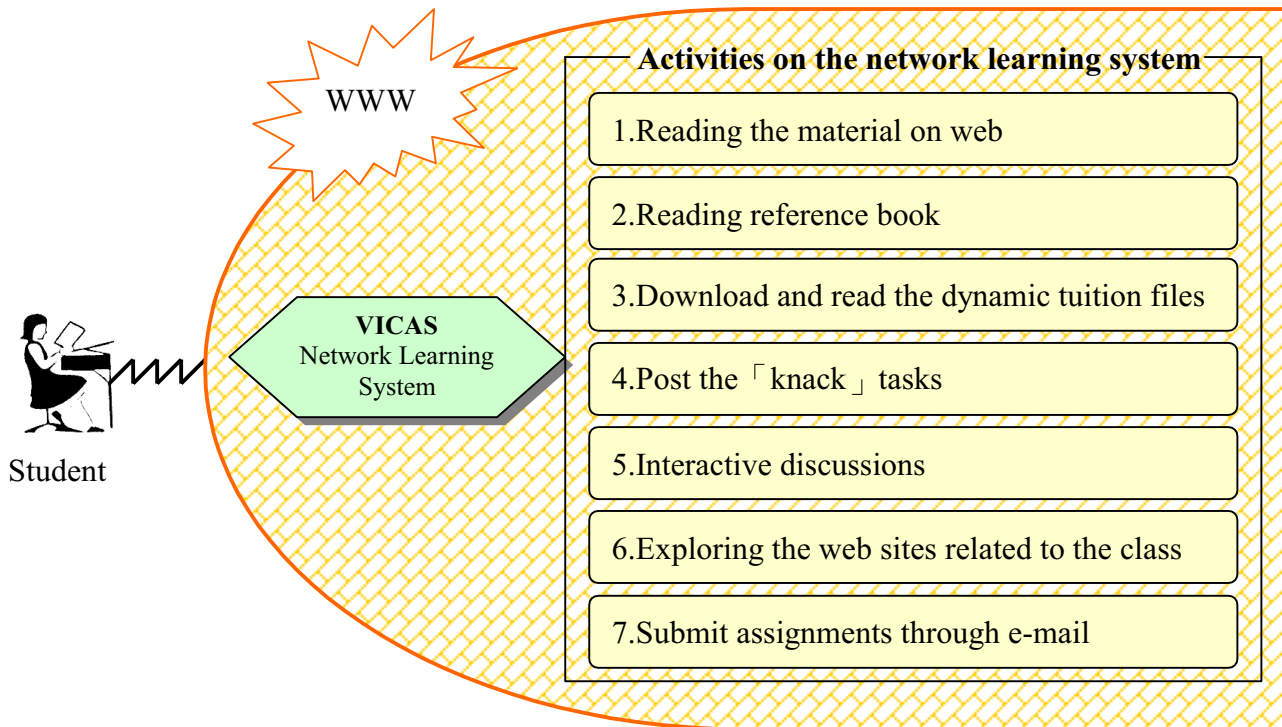 WWW
Activities on the network learning system
1.Reading the material on web
2.Reading reference book
3.Download and read the dynamic tuition files
4.Post the「knack」tasks
5.Interactive discussions
6.Exploring the web sites related to the class
7.Submit assignments through e-mail
VICAS
Network Learning
System
Student